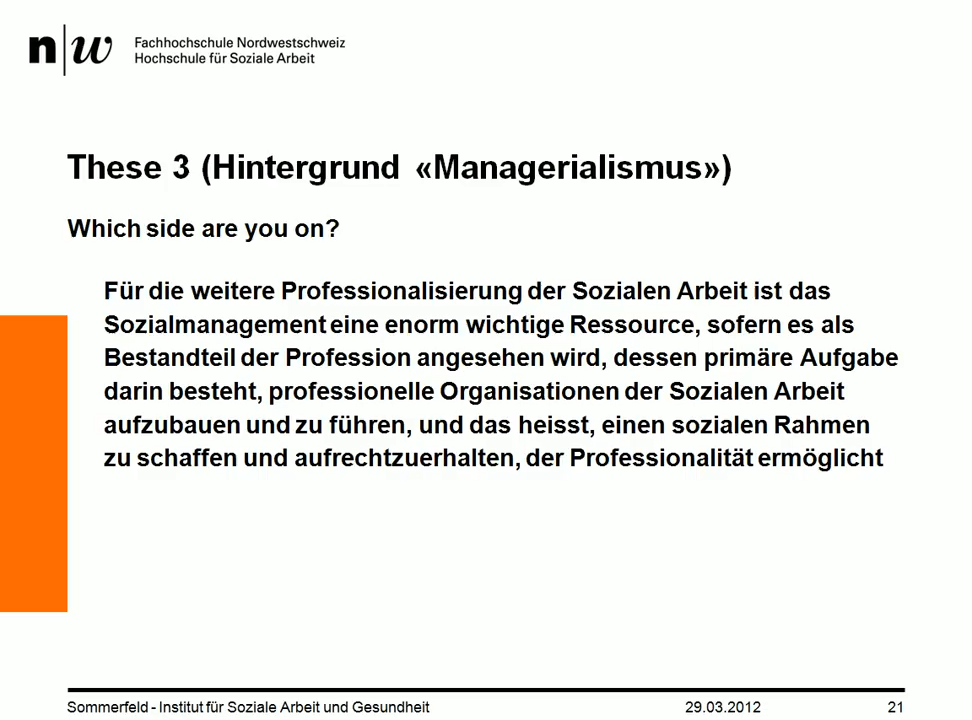 n|w Fachhochschule Nordwestschweiz
Hochschule für Soziale Arbeit
These 3 (Hintergrund «Managerialismus»)
Which side are you on?
Für die weitere Professionalisierung der Sozialen Arbeit ist das
Sozialmanagement eine enorm wichtige Ressource, sofern es als
Bestandteil der Profession angesehen wird, dessen primäre Aufgabe
darin besteht, professionelle Organisationen der Sozialen Arbeit
aufzubauen und zu führen, und das heisst, einen sozialen Rahmen
zu schaffen und aufrechtzuerhalten, der Professionalität ermöglicht
Sommerfeld - Institut für Soziale Arbeit und Gesundheit 29.03.2012 21